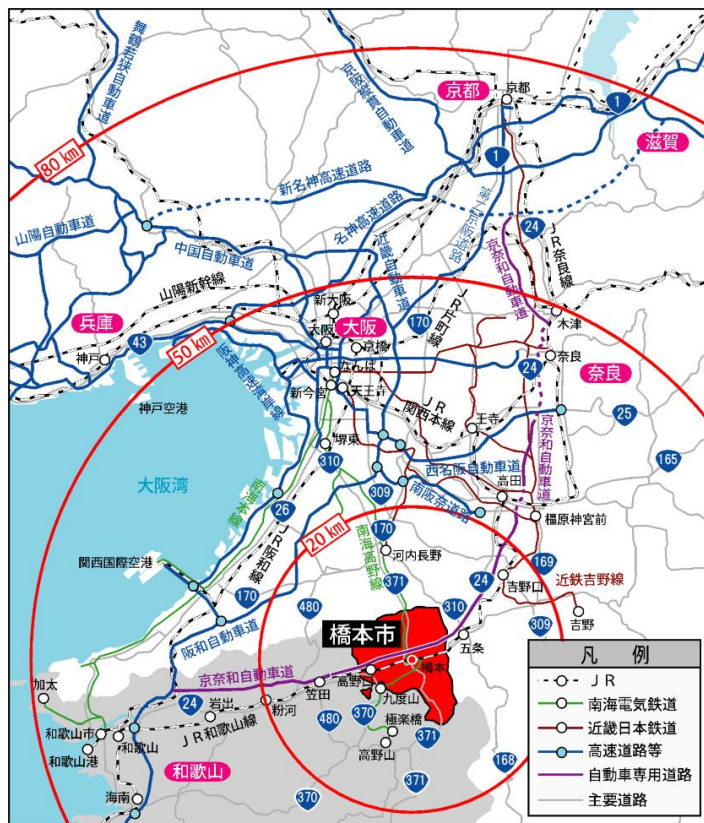 舞鶴若狭自動車道
京阪縦貫自動車道
京都
京都
1
滋賀
80km
1
新名神高速道路
名神高速道路
第二京阪道路
山陽自動車道
中国自動車道
近畿自動車道
24
JR奈良線
京奈和自動車道
山陽新幹線
新大阪
JR片町線
兵庫
大阪
大阪
170
木津
43
50km
京橋
神戸
阪神高速湾岸線
なんば
24
奈良
奈良
新今宮
天王寺
JR関西本線
神戸空港
王寺
25
堺東
京奈和自動車道
310
西名阪自動車道
165
大阪湾
南海本線
309
高田
26
南阪奈道路
橿原神宮前
JR阪和線
20km
170
南海高野線
河内長野
169
関西国際空港
371
24
近鉄吉野線
170
吉野口
480
310
吉野
阪和自動車道
橋本市
309
五条
京奈和自動車道
橋本
加太
高野口
笠田
九度山
24
岩出
粉河
JR和歌山線
480
370
極楽橋
和歌山市
和歌山
371
和歌山港
和歌山
高野山
168
371
海南
370
凡 例
JR
南海電気鉄道
近畿日本鉄道
高速道路等
自動車専用道路
主要道路